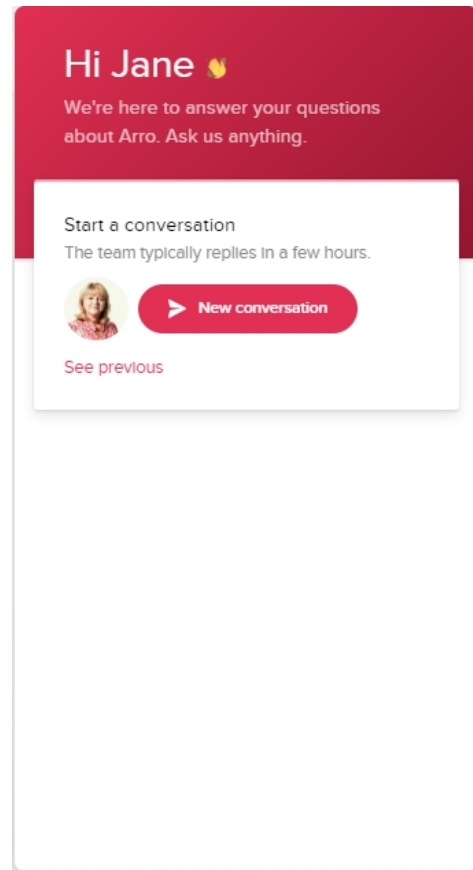 Hi Jane 👋
We're here to answer your questions
about Arro. Ask us anything.
Start a conversation
The team typically replies in a few hours.
New conversation
See previous